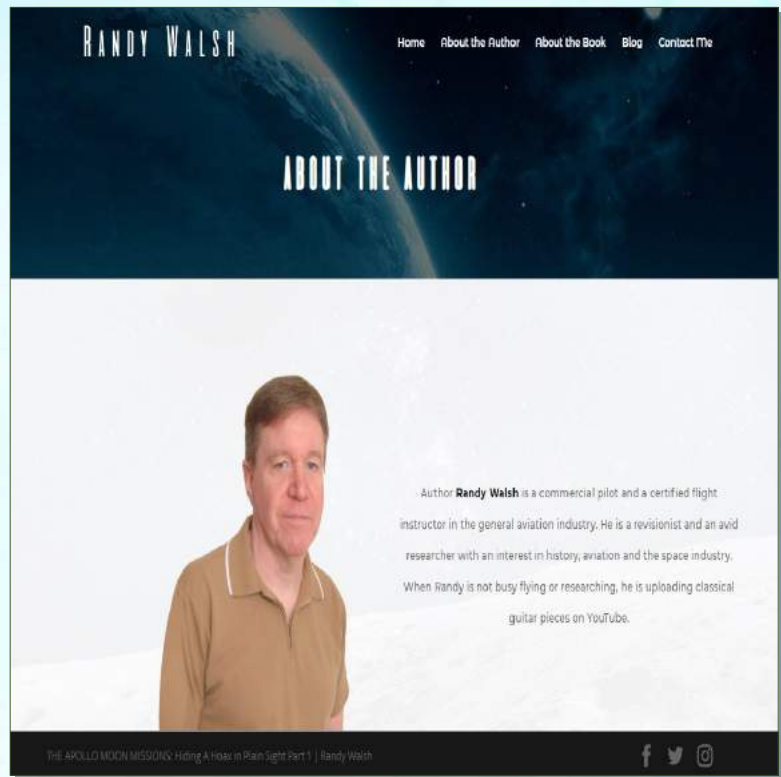 RANDY WALSH
Home About the Author About the Book Blog Contact Me
ABOUT THE AUTHOR
Author Randy Walsh is a commercial pilot and a certified flight
instructor in the general aviation industry. He is a revisionist and an avid
researcher with an interest in history, aviation and the space industry.
When Randy is not busy flying or researching, he is uploading classical
guitar pieces on YouTube.
THE APOLLO MOON MISSIONS: Hiding A Hoax in Plain Sight Part 1 | Randy Walsh